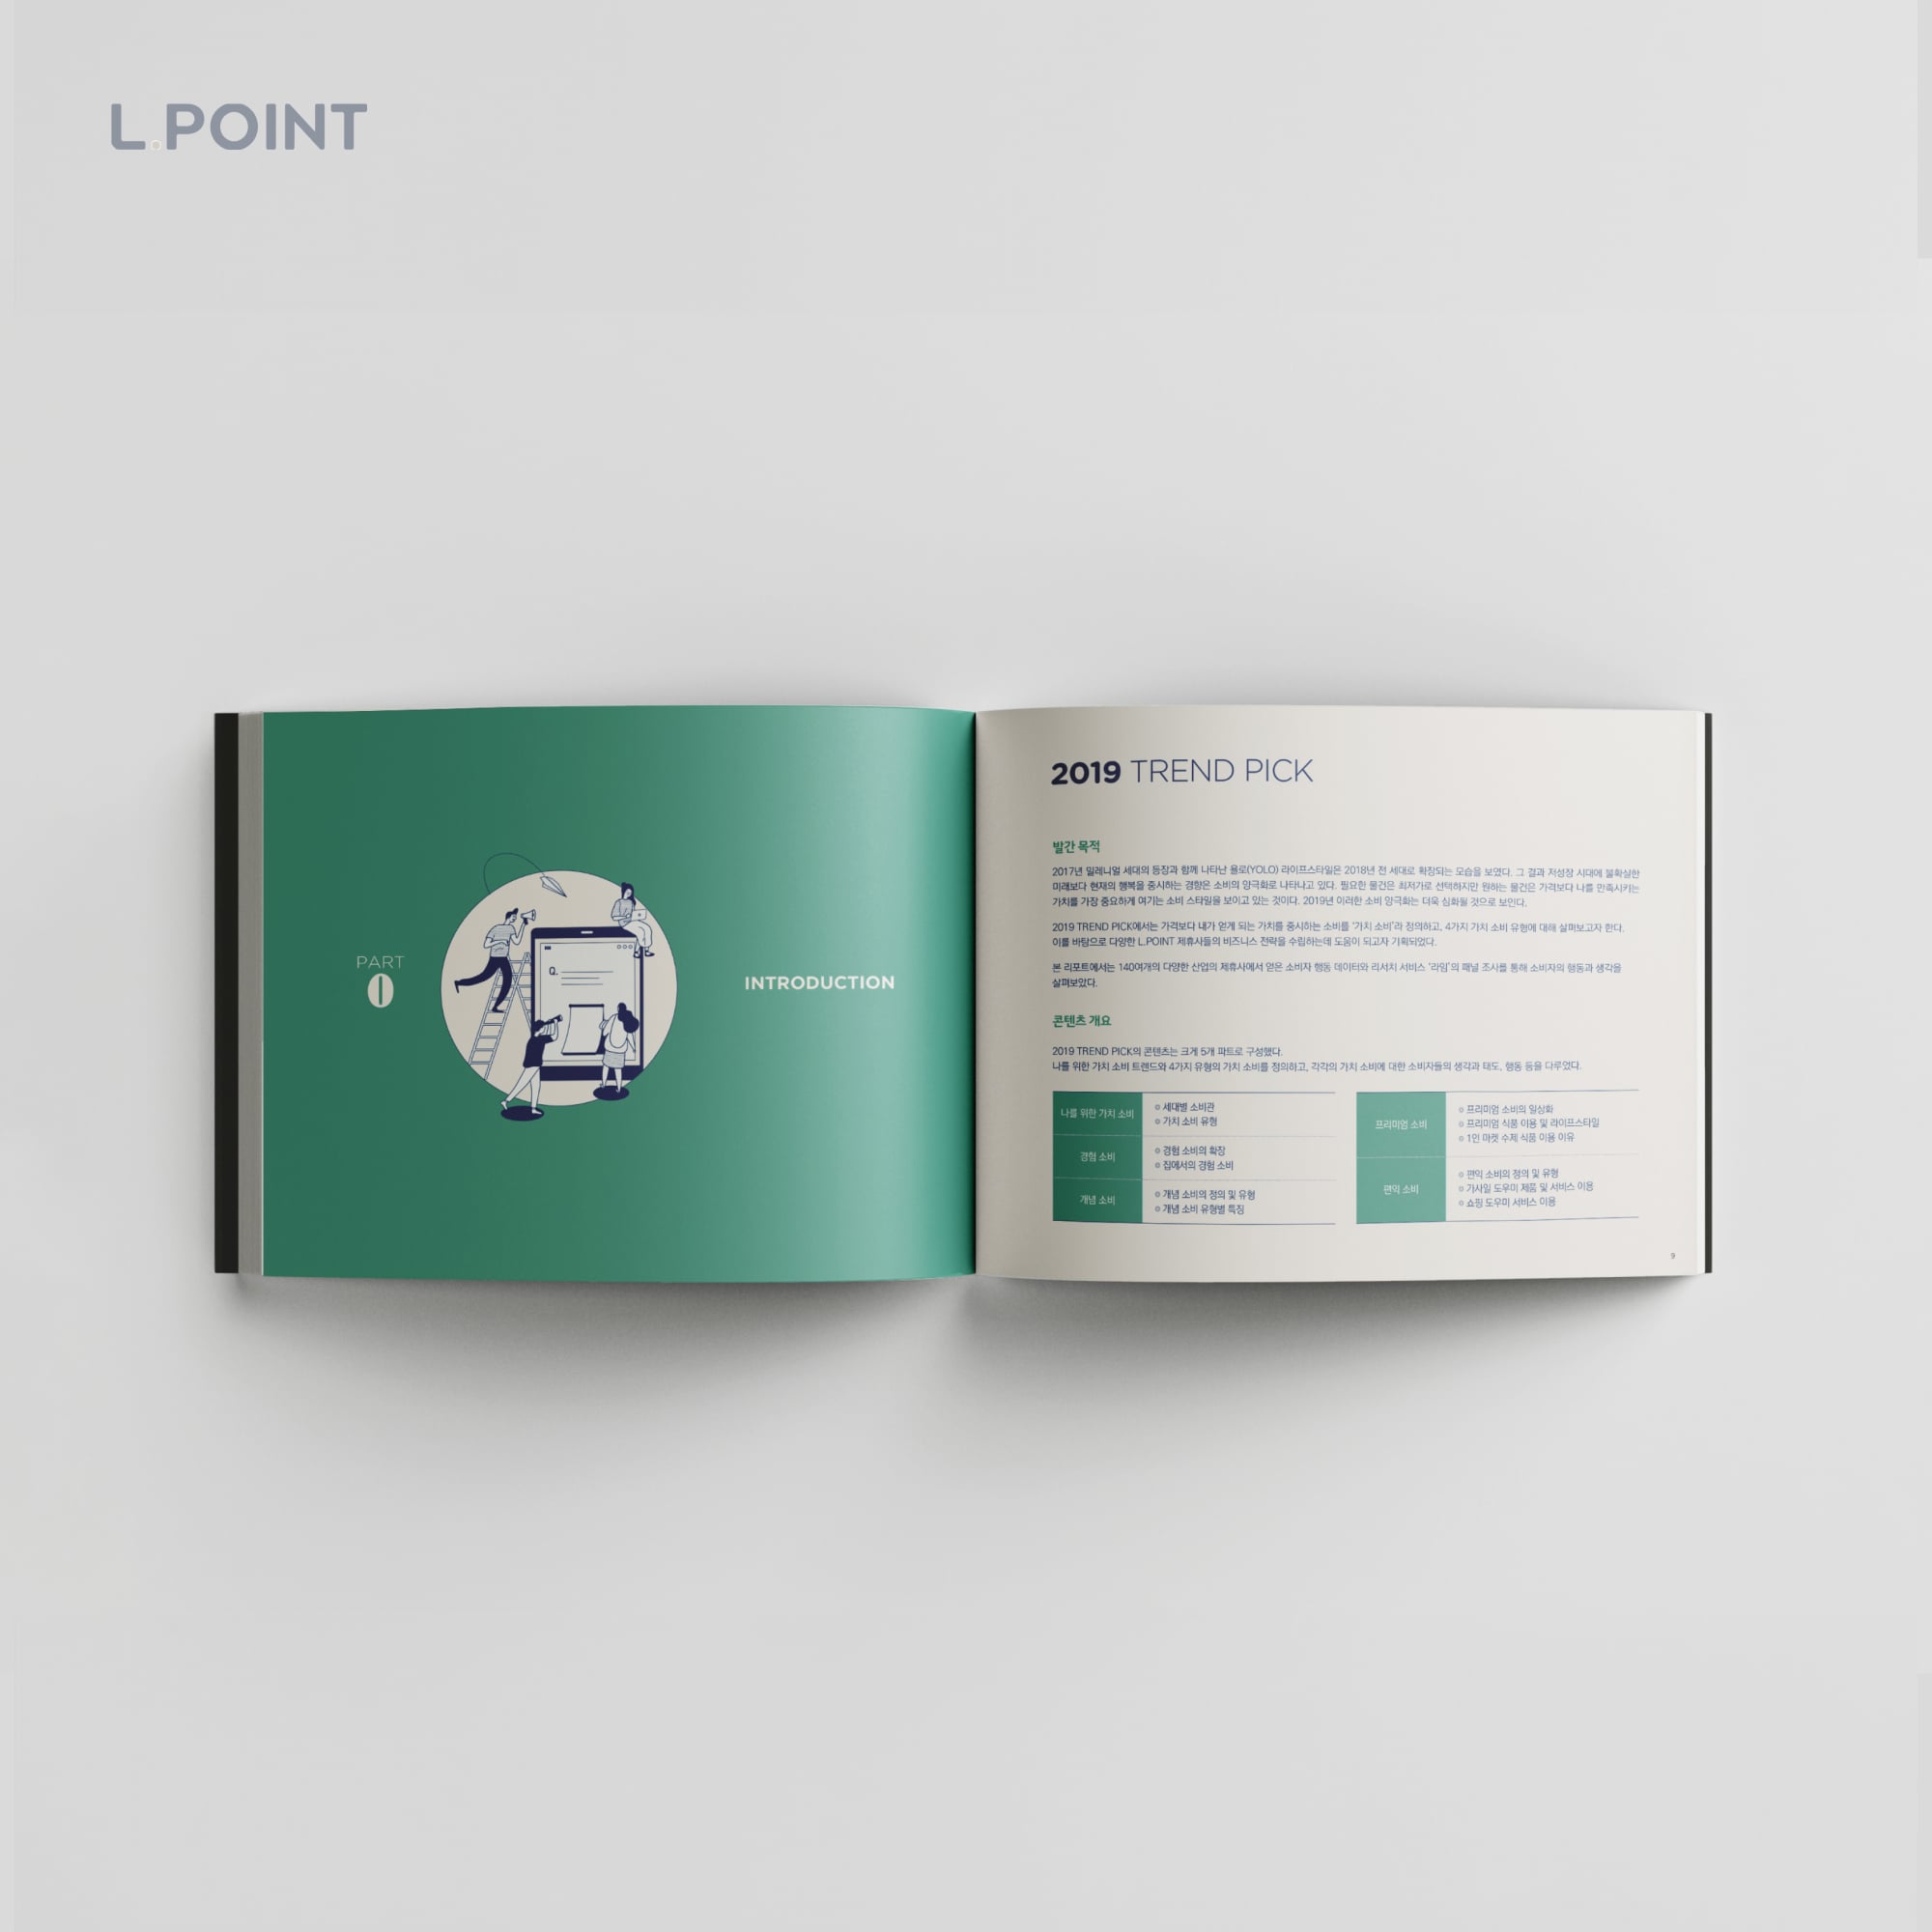 L.POINT
PART
0
INTRODUCTION
Q.
2019 TREND PICK
발간 목적
2017년 밀레니얼 세대의 등장과 함께 나타난 욜로(YOLO) 라이프스타일은 2018년 전 세대로 확장되는 모습을 보였다. 그 결과 저성장 시대에 불확실한
미래보다 현재의 행복을 중시하는 경향은 소비의 양극화로 나타나고 있다. 필요한 물건은 최저가로 선택하지만 원하는 물건은 가격보다 나를 만족시키는
가치를 가장 중요하게 여기는 소비 스타일을 보이고 있는 것이다. 2019년 이러한 소비 양극화는 더욱 심화될 것으로 보인다.
2019 TREND PICK에서는 가격보다 내가 얻게 되는 가치를 중시하는 소비를 '가치 소비'라 정의하고, 4가지 가치 소비 유형에 대해 살펴보고자 한다.
이를 바탕으로 다양한 L.POINT 제휴사들의 비즈니스 전략을 수립하는데 도움이 되고자 기획되었다.
본 리포트에서는 140여개의 다양한 산업의 제휴사에서 얻은 소비자 행동 데이터와 리서치 서비스 '라임'의 패널 조사를 통해 소비자의 행동과 생각을
살펴보았다.
콘텐츠 개요
2019 TREND PICK의 콘텐츠는 크게 5개 파트로 구성했다.
나를 위한 가치 소비 트렌드와 4가지 유형의 가치 소비를 정의하고, 각각의 가치 소비에 대한 소비자들의 생각과 태도, 행동 등을 다루었다.
나를 위한 가치 소비
세대별 소비관
가치 소비 유형
경험 소비
경험 소비의 확장
집에서의 경험 소비
개념 소비
개념 소비의 정의 및 유형
개념 소비 유형별 특징
프리미엄 소비
프리미엄 소비의 일상화
프리미엄 식품 이용 및 라이프스타일
1인 마켓 수제 식품 이용 이유
편익 소비
편익 소비의 정의 및 유형
가사일 도우미 제품 및 서비스 이용
쇼핑 도우미 서비스 이용
9